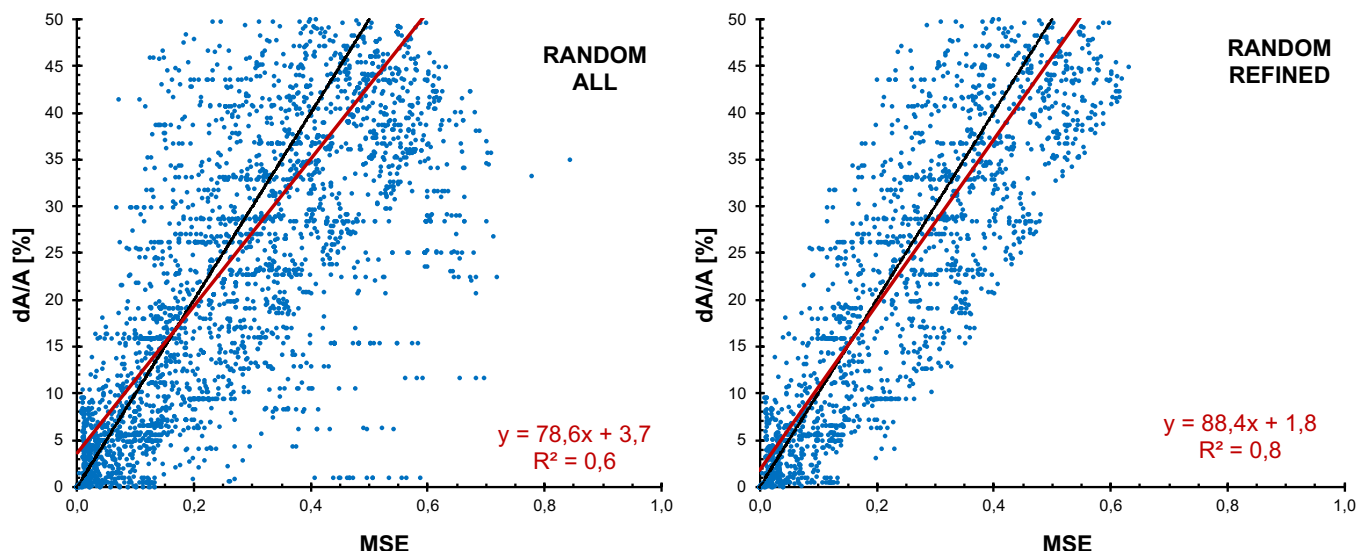 RANDOM
ALL
dA/A [%]
50
45
40
35
30
25
20
15
10
5
0
y = 78,6x + 3,7
R² = 0,6
0,0 0,2 0,4 0,6 0,8 1,0
MSE
RANDOM
REFINED
dA/A [%]
50
45
40
35
30
25
20
15
10
5
0
y = 88,4x + 1,8
R² = 0,8
0,0 0,2 0,4 0,6 0,8 1,0
MSE